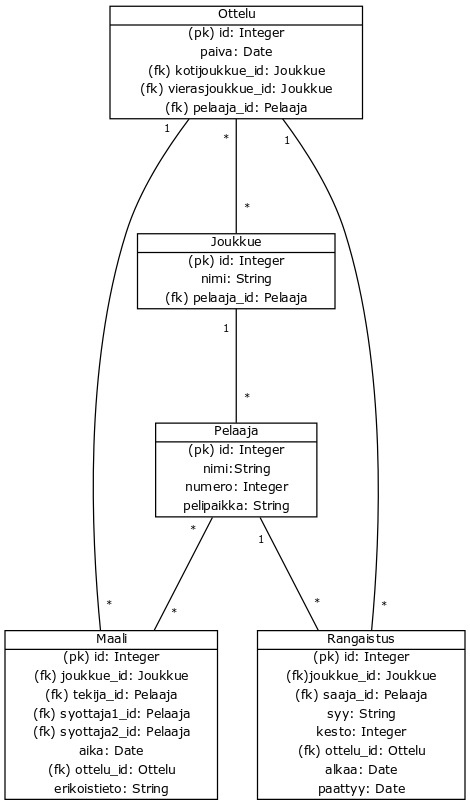 Ottelu
(pk) id: Integer
paiva: Date
(fk) kotijoukkue_id: Joukkue
(fk) vierasjoukkue_id: Joukkue
(fk) pelaaja_id: Pelaaja
1
*
1
*
Joukkue
(pk) id: Integer
nimi: String
(fk) pelaaja_id: Pelaaja
1
*
Pelaaja
(pk) id: Integer
nimi:String
numero: Integer
pelipaikka: String
*
1
*
*
*
*
Maali
(pk) id: Integer
(fk) joukkue_id: Joukkue
(fk) tekija_id: Pelaaja
(fk) syottaja1_id: Pelaaja
(fk) syottaja2_id: Pelaaja
aika: Date
(fk) ottelu_id: Ottelu
erikoistieto: String
Rangaistus
(pk) id: Integer
(fk)joukkue_id: Joukkue
(fk) saaja_id: Pelaaja
syy: String
kesto: Integer
(fk) ottelu_id: Ottelu
alkaa: Date
paattyy: Date